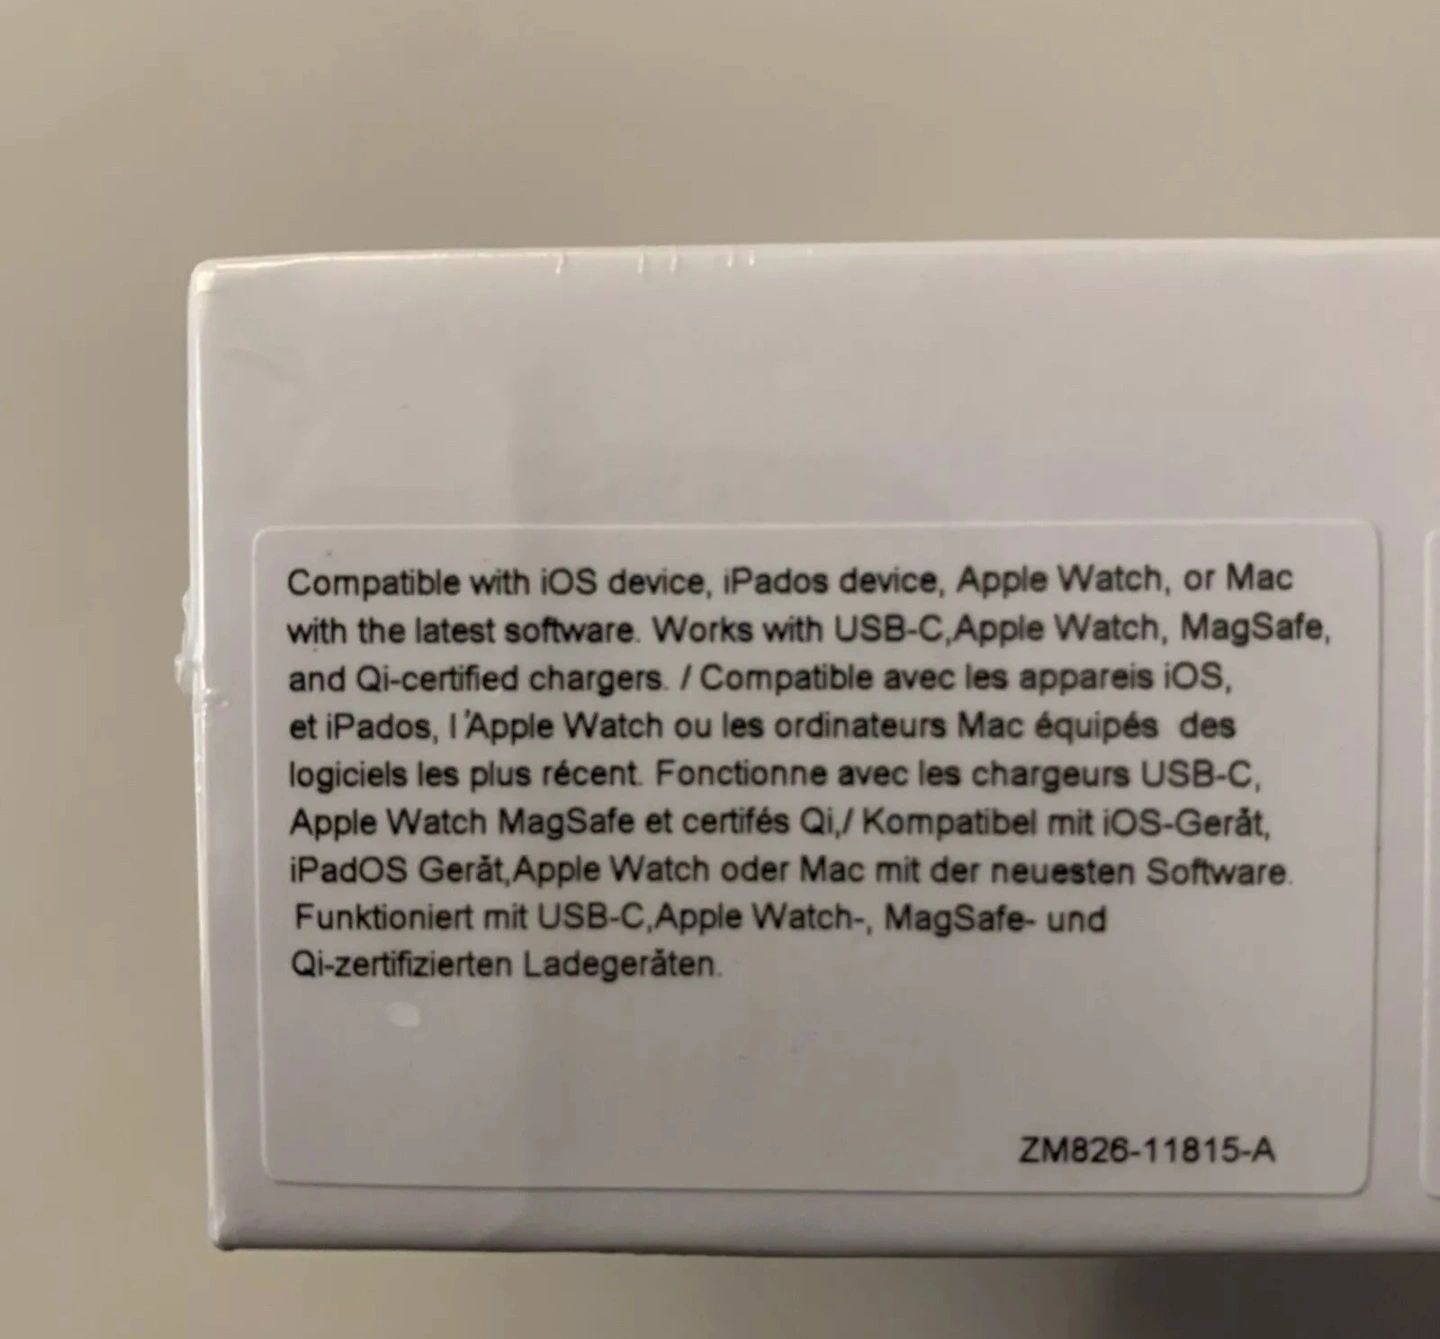 Compatible with iOS device, iPados device, Apple Watch, or Mac
with the latest software. Works with USB-C,Apple Watch, MagSafe,
and Qi-certified chargers. / Compatible avec les appareis iOS,
et iPados, l'Apple Watch ou les ordinateurs Mac équipés des
logiciels les plus récent. Fonctionne avec les chargeurs USB-C,
Apple Watch MagSafe et certifés Qi,/ Kompatibel mit iOS-Gerăt,
iPadOS Gerăt,Apple Watch oder Mac mit der neuesten Software.
Funktioniert mit USB-C,Apple Watch-, MagSafe- und
Qi-zertifizierten Ladegerăten.
ZM826-11815-A